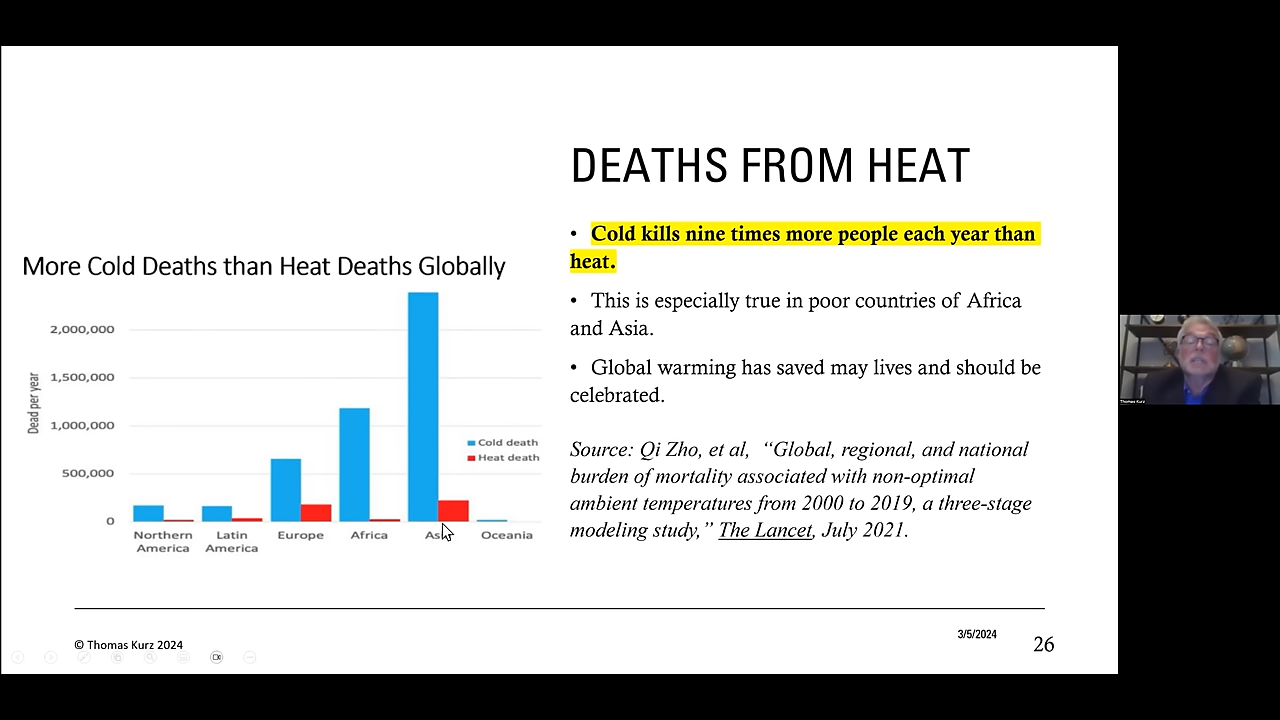 DEATHS FROM HEAT
• Cold kills nine times more people each year than
heat.
• This is especially true in poor countries of Africa
and Asia.
• Global warming has saved may lives and should be
celebrated.
Source: Qi Zho, et al, “Global, regional, and national
burden of mortality associated with non-optimal
ambient temperatures from 2000 to 2019, a three-stage
modeling study,” The Lancet, July 2021.
More Cold Deaths than Heat Deaths Globally
Dead per year
2,000,000
1,500,000
1,000,000
500,000
0
Cold death
Heat death
Northern
America
Latin
America
Europe
Africa
Oceania
© Thomas Kurz 2024
3/5/2024
26
Thomas Kurz